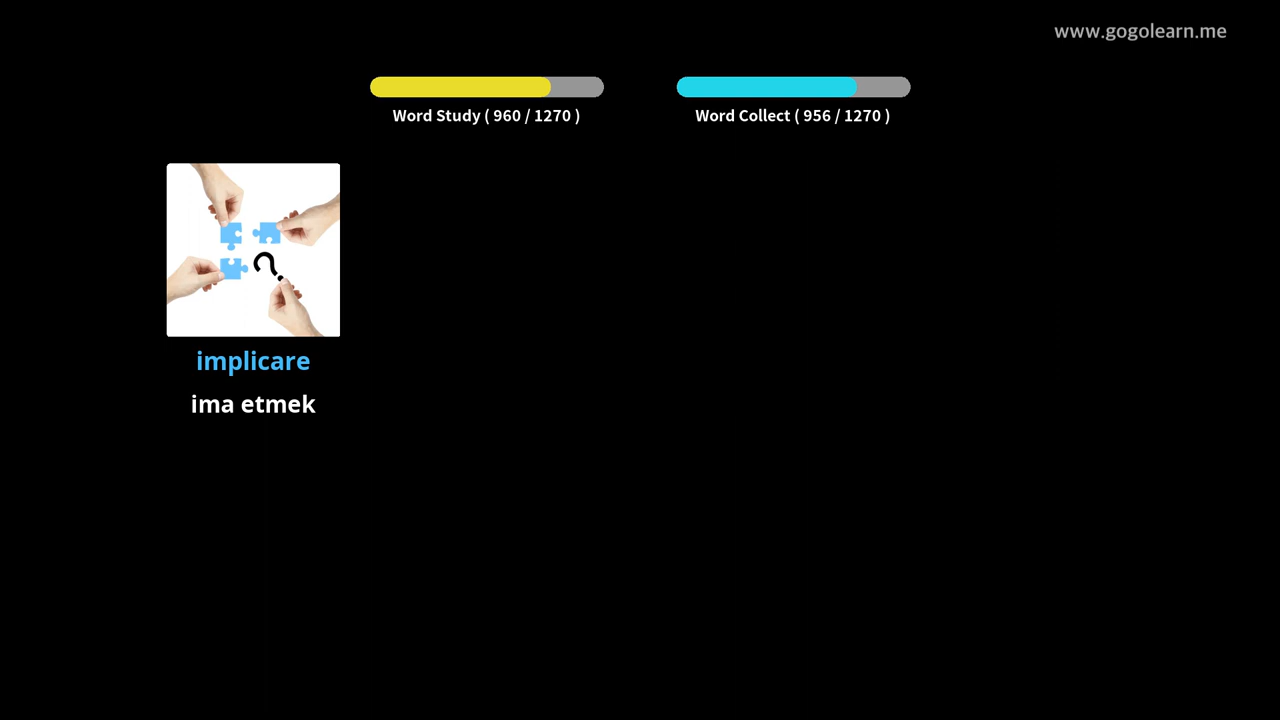 www.gogolearn.me
Word Study ( 960 / 1270 )
Word Collect ( 956 / 1270 )
?
implicare
ima etmek